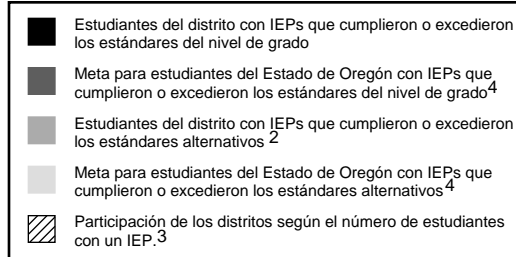 Estudiantes del distrito con IEPs que cumplieron o excedieron
los estándares del nivel de grado
Meta para estudiantes del Estado de Oregón con IEPs que
cumplieron o excedieron los estándares del nivel de grado4
Estudiantes del distrito con IEPs que cumplieron o excedieron
los estándares alternativos 2
Meta para estudiantes del Estado de Oregón con IEPs que
cumplieron o excedieron los estándares alternativos4
Participación de los distritos según el número de estudiantes
con un IEP.3